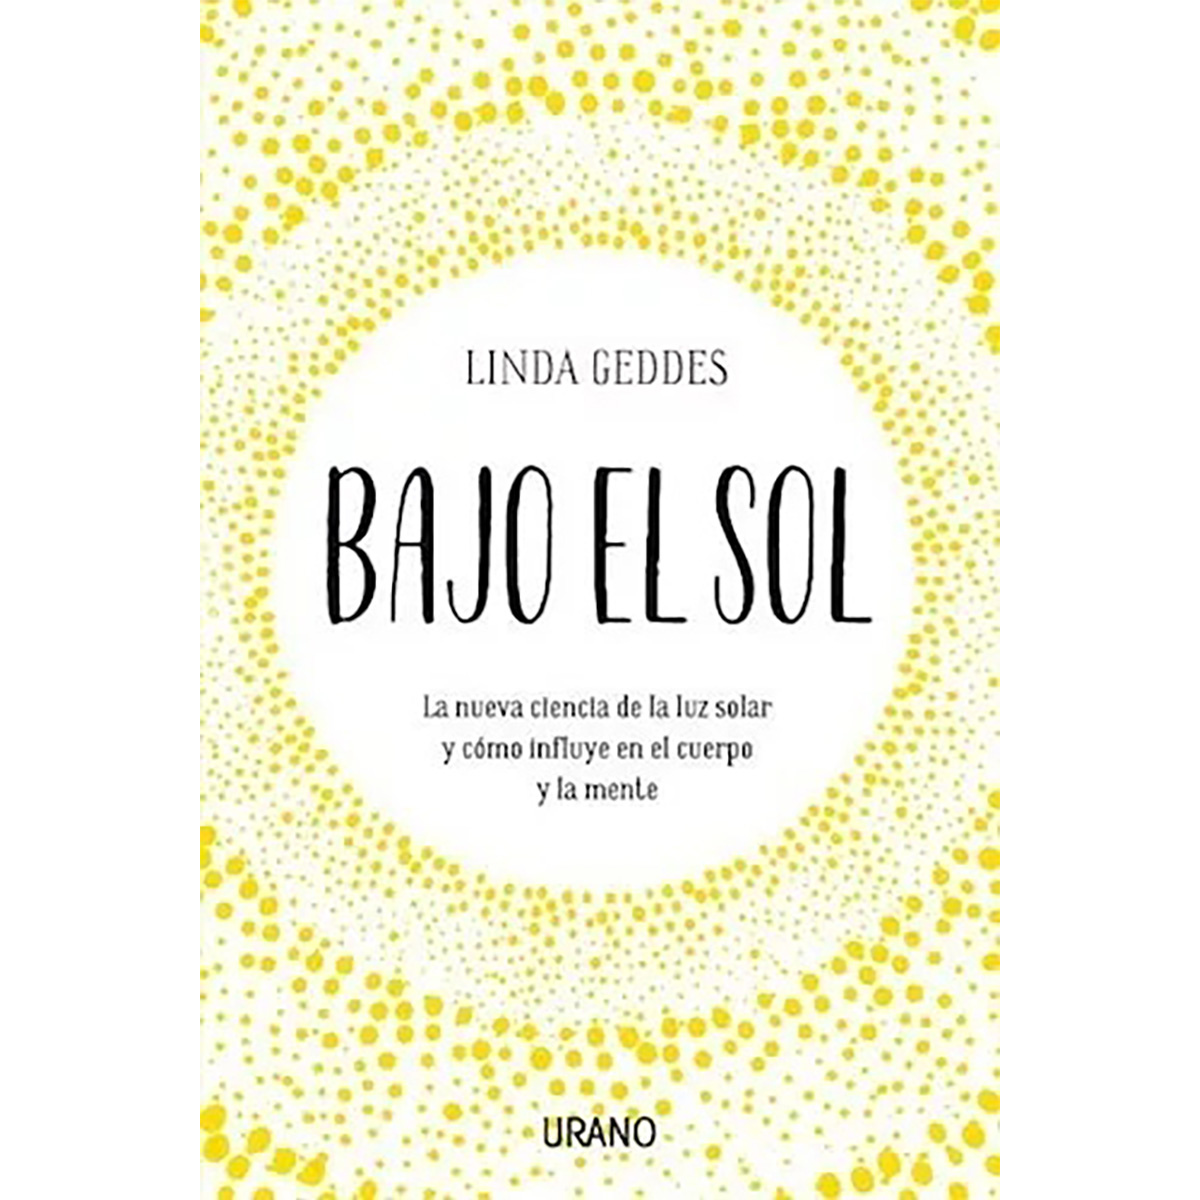 LINDA GEDDES
BAJO EL SOL
La nueva ciencia de la luz solar
y cómo influye en el cuerpo
y la mente
URANO